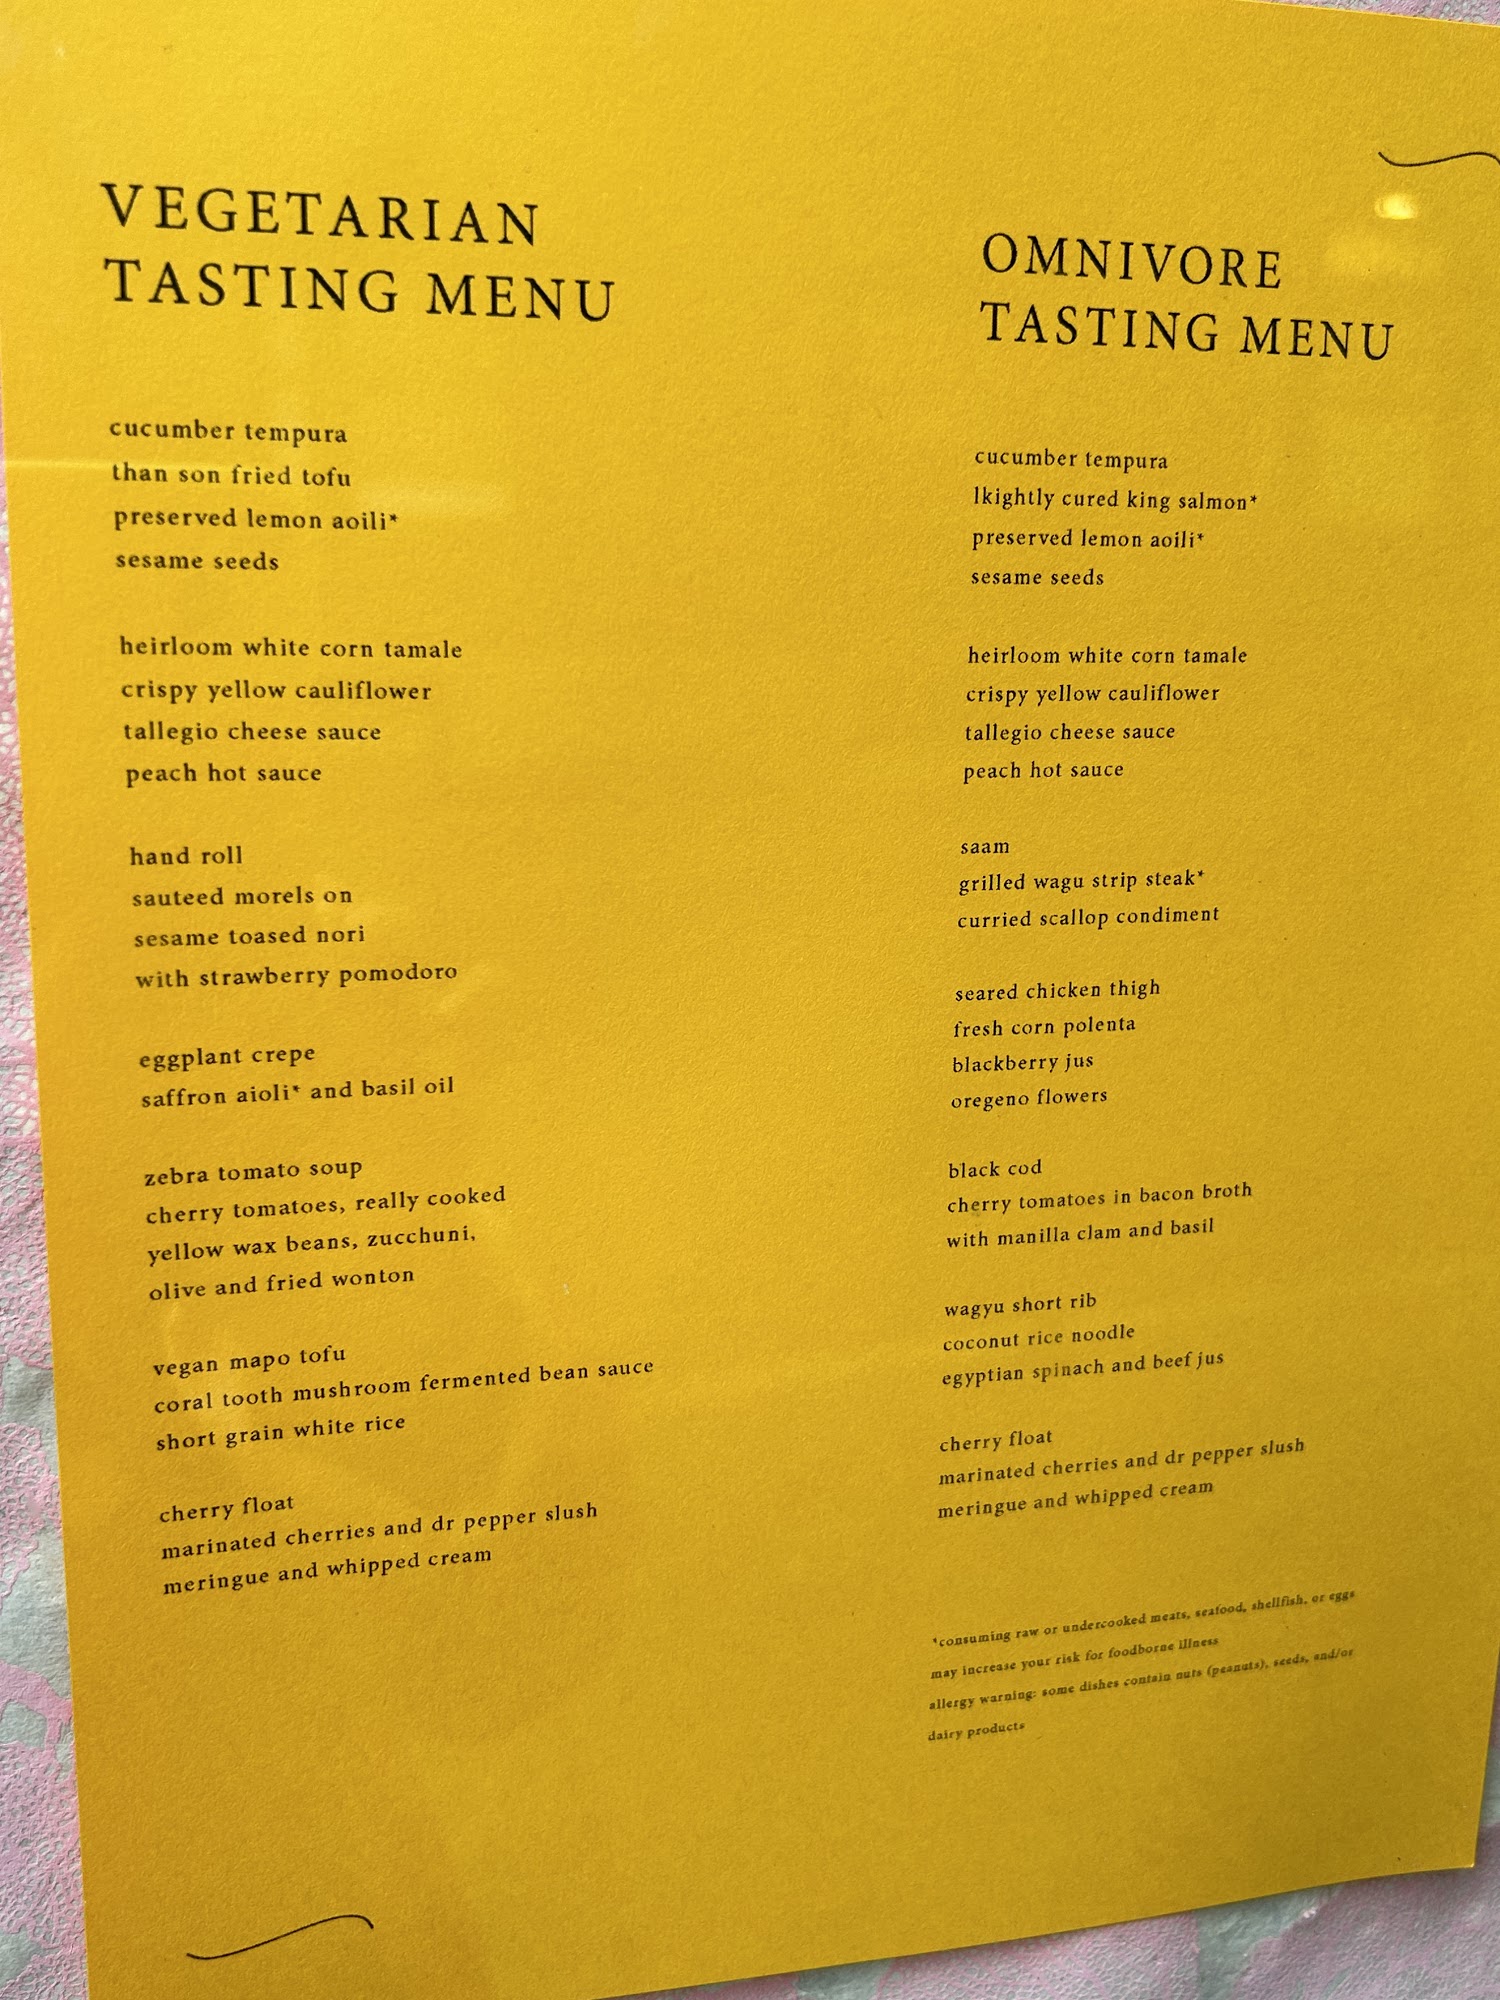 VEGETARIAN
TASTING MENU
cucumber tempura
than son fried tofu
preserved lemon aoili*
sesame seeds
heirloom white corn tamale
crispy yellow cauliflower
tallegio cheese sauce
peach hot sauce
hand roll
sauteed morels on
sesame toased nori
with strawberry pomodoro
eggplant crepe
saffron aioli* and basil oil
zebra tomato soup
cherry tomatoes, really cooked
yellow wax beans, zucchuni,
olive and fried wonton
vegan mapo tofu
coral tooth mushroom fermented bean sauce
short grain white rice
cherry float
marinated cherries and dr pepper slush
meringue and whipped cream
OMNIVORE
TASTING MENU
cucumber tempura
lkightly cured king salmon*
preserved lemon aoili*
sesame seeds
heirloom white corn tamale
crispy yellow cauliflower
tallegio cheese sauce
peach hot sauce
saam
grilled wagu strip steak*
curried scallop condiment
seared chicken thigh
fresh corn polenta
blackberry jus
oregeno flowers
black cod
cherry tomatoes in bacon broth
with manilla clam and basil
wagyu short rib
coconut rice noodle
egyptian spinach and beef jus
cherry float
marinated cherries and dr pepper slush
meringue and whipped cream
*consuming raw or undercooked meats, seafood, shellfish, or eggs
may increase your risk for foodborne illness
allergy warning: some dishes contain nuts (peanuts), seeds, and/or
dairy products